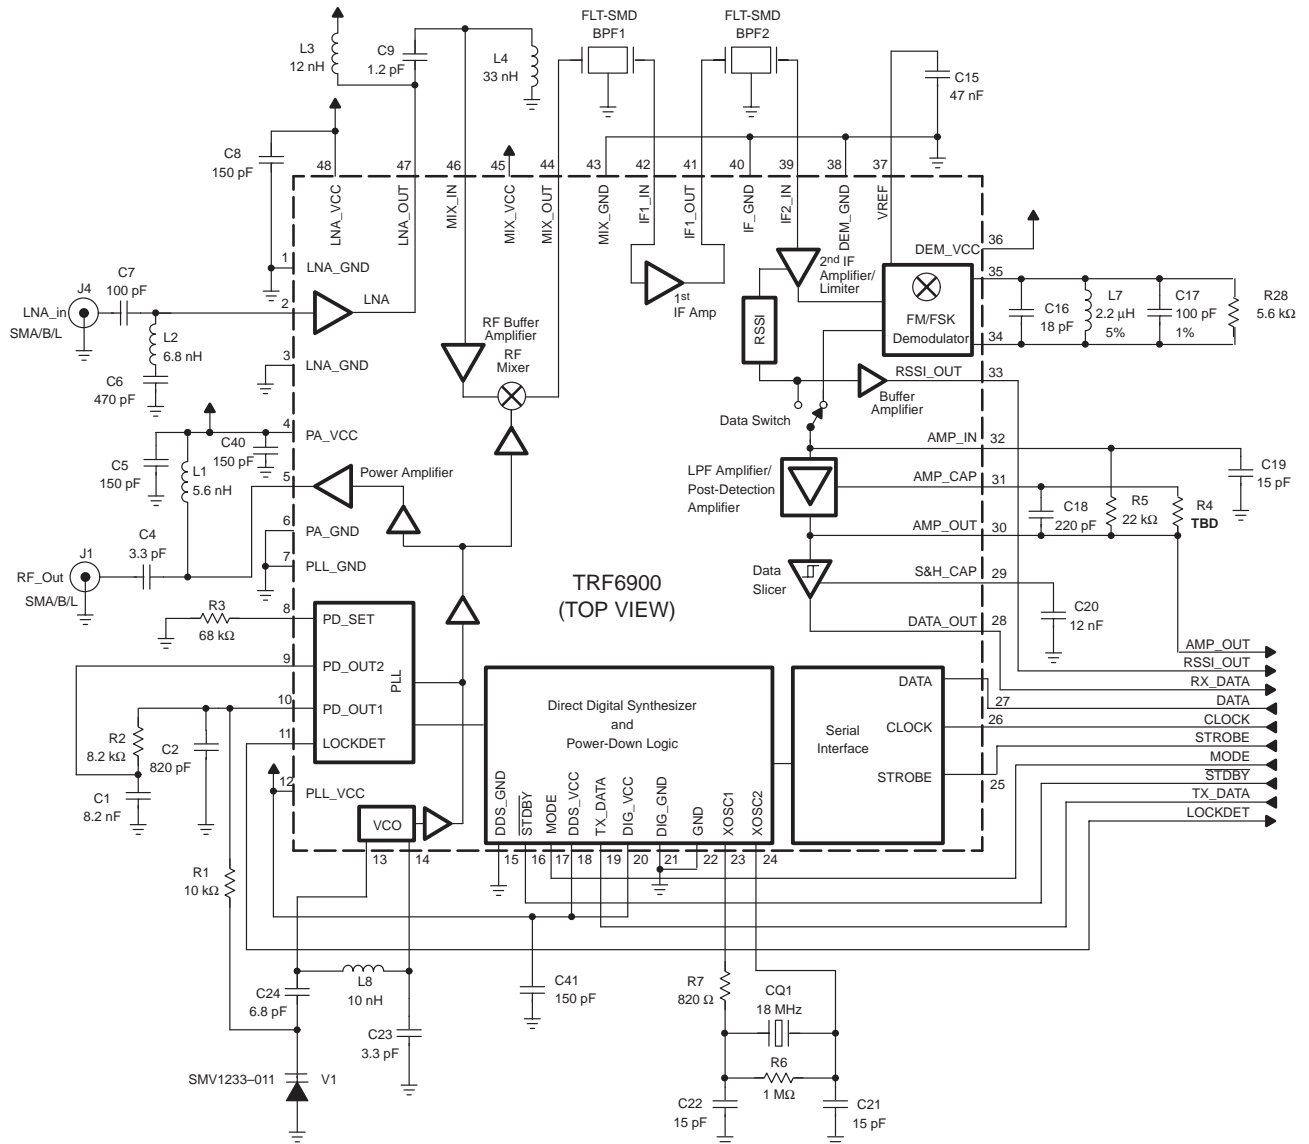 FLT-SMD
BPF1
FLT-SMD
BPF2
L3
12 nH
C9
1.2 pF
L4
33 nH
C15
47 nF
C8
150 pF
48
47
46
45
44
43
42
41
40
39
38
37
LNA_VCC
LNA_OUT
MIX_IN
MIX_VCC
MIX_OUT
MIX_GND
IF1_IN
IF1_OUT
IF_GND
IF2_IN
DEM_GND
VREF
DEM_VCC
36
1
LNA_GND
2nd IF
Amplifier/
Limiter
35
1st
IF Amp
C7
100 pF
J4
LNA_in
SMA/B/L
2
LNA
L2
6.8 nH
C6
470 pF
RF Buffer
Amplifier
RF
Mixer
RSSI
FM/FSK
Demodulator
C16
18 pF
L7
2.2 μH
5%
C17
100 pF
1%
R28
5.6 kΩ
34
3
LNA_GND
RSSI_OUT
33
Buffer
Amplifier
Data Switch
4
PA_VCC
C40
150 pF
C5
150 pF
L1
5.6 nH
AMP_IN
32
C19
15 pF
5
Power Amplifier
LPF Amplifier/
Post-Detection
Amplifier
AMP_CAP
31
C18
220 pF
R5
22 kΩ
R4
TBD
6
PA_GND
AMP_OUT
30
C4
3.3 pF
7
PLL_GND
J1
RF_Out
SMA/B/L
TRF6900
(TOP VIEW)
Data
Slicer
S&H_CAP
29
C20
12 nF
R3
68 kΩ
8
PD_SET
DATA_OUT
28
9
PD_OUT2
PLL
AMP_OUT
RSSI_OUT
RX_DATA
DATA
CLOCK
STROBE
MODE
STDBY
TX_DATA
LOCKDET
10
PD_OUT1
11
LOCKDET
R2
8.2 kΩ
C2
820 pF
C1
8.2 nF
12
PLL_VCC
Direct Digital Synthesizer
and
Power-Down Logic
Serial
Interface
DATA
27
CLOCK
26
STROBE
25
VCO
DDS_GND
STDBY
MODE
DDS_VCC
TX_DATA
DIG_VCC
DIG_GND
GND
XOSC1
XOSC2
13
14
15
16
17
18
19
20
21
22
23
24
R1
10 kΩ
C24
6.8 pF
L8
10 nH
C41
150 pF
C23
3.3 pF
R7
820 Ω
CQ1
18 MHz
R6
1 MΩ
SMV1233–011
V1
C22
15 pF
C21
15 pF